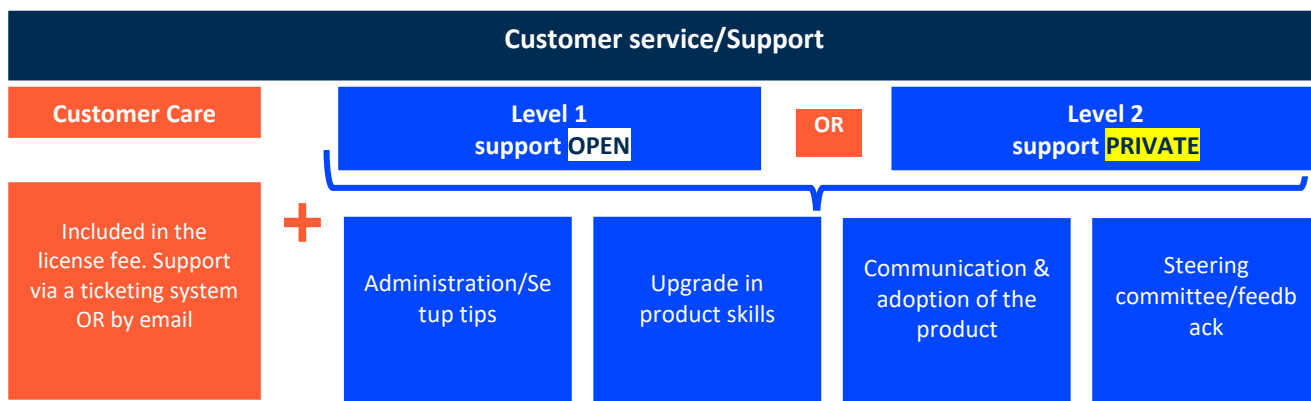 Customer service/Support
Customer Care
Level 1
support OPEN
OR
Level 2
support PRIVATE
Included in the
license fee. Support
via a ticketing system
OR by email
+
Administration/Se
tup tips
Upgrade in
product skills
Communication &
adoption of the
product
Steering
committee/feedb
ack